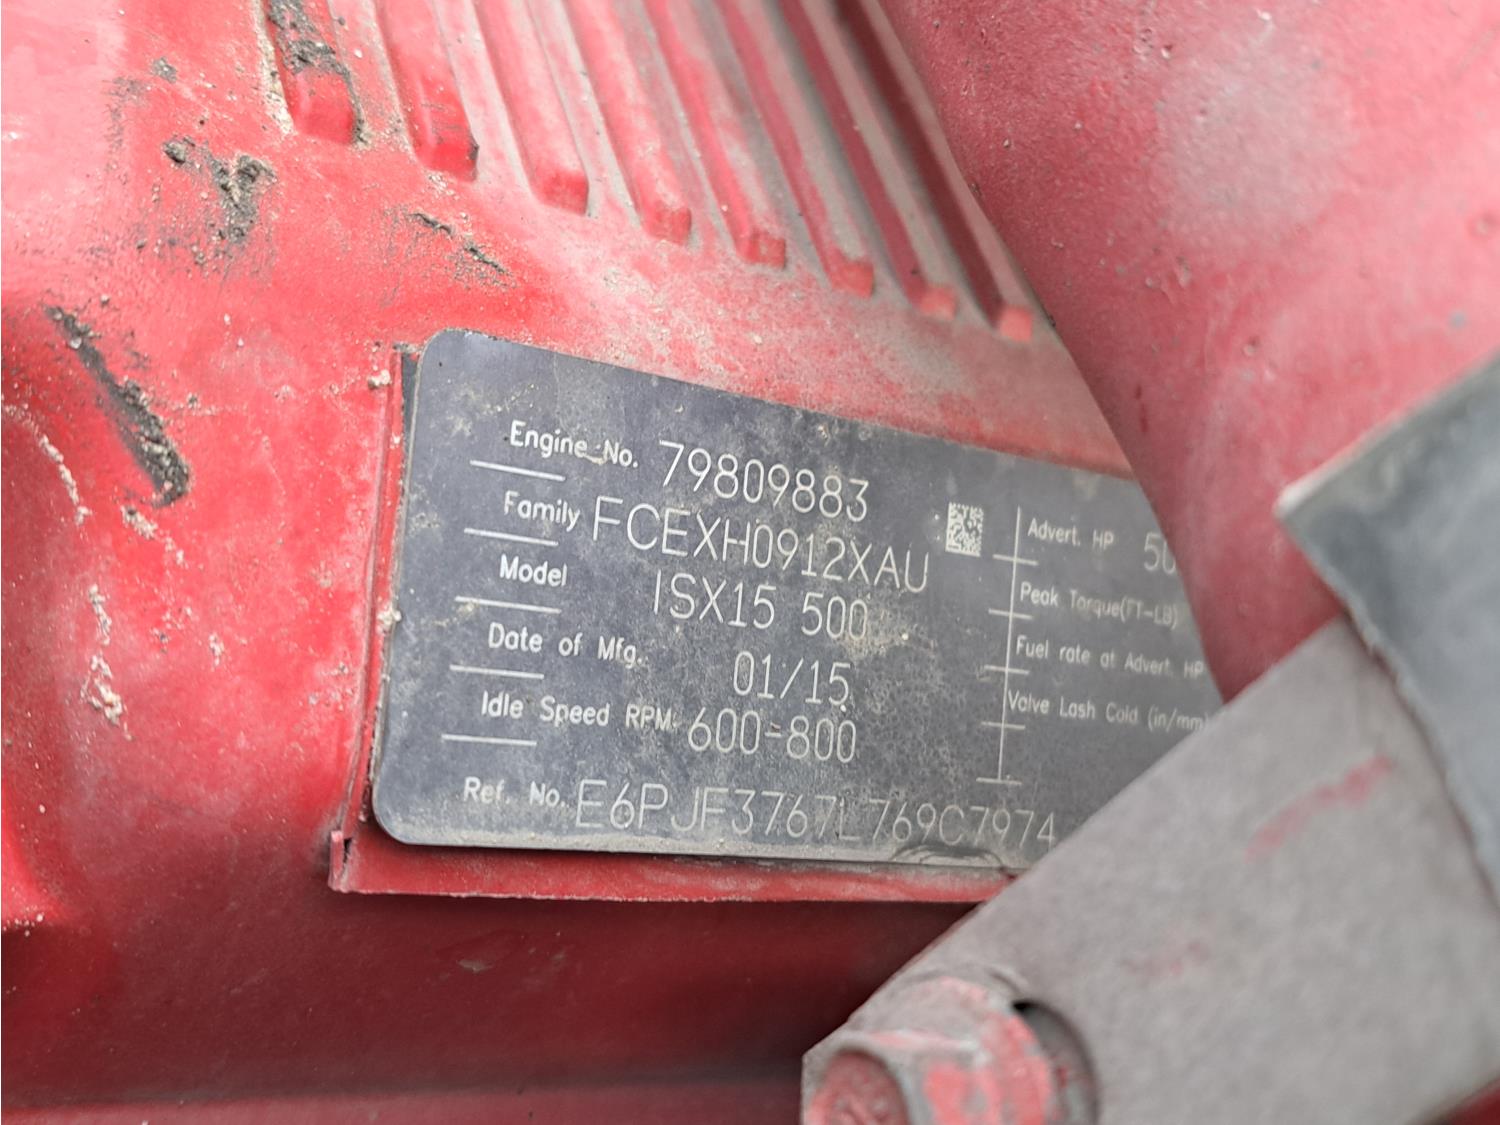 Engine No. 79809883
Family FCEXH0912XAU
Model ISX15 500
Date of Mfg. 01/15
Idle Speed RPM. 600-800
Ref. No. E6PJF3767L769C7974
Advert. HP
Peak Torque(FT-LB)
Fuel rate at Advert. HP
Valve Lash Cold (in/mm)